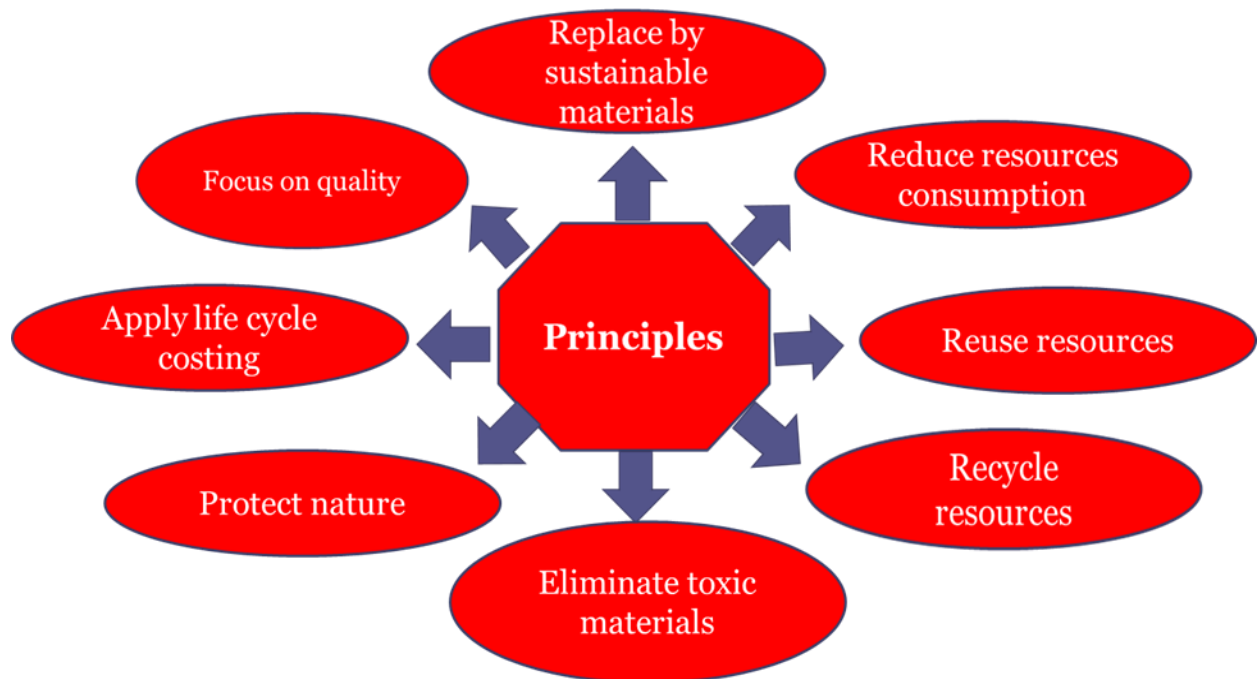 Replace by
sustainable
materials
Focus on quality
Reduce resources
consumption
Apply life cycle
costing
Principles
Reuse resources
Protect nature
Recycle
resources
Eliminate toxic
materials